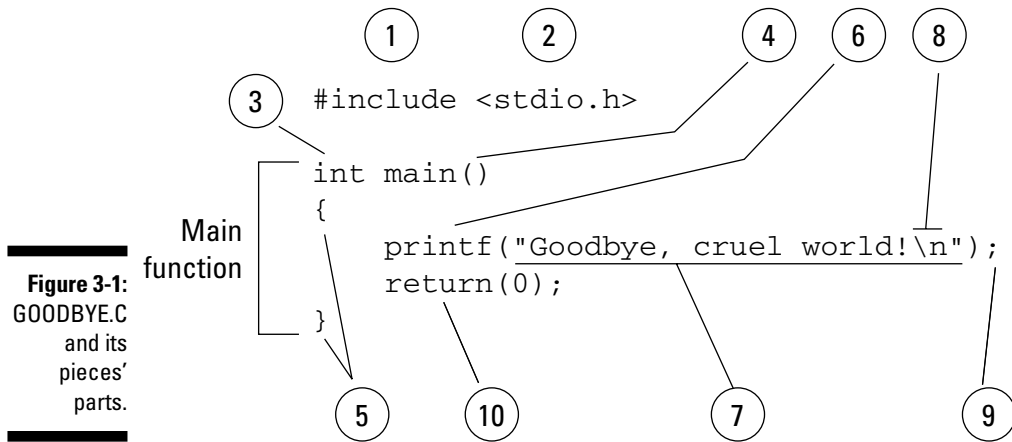 1 2 4 6 8
3 #include <stdio.h>
int main()
{
Main function
printf("Goodbye, cruel world!\n");
return(0);
}
Figure 3-1:
GOODBYE.C
and its
pieces'
parts.
5 10 7 9